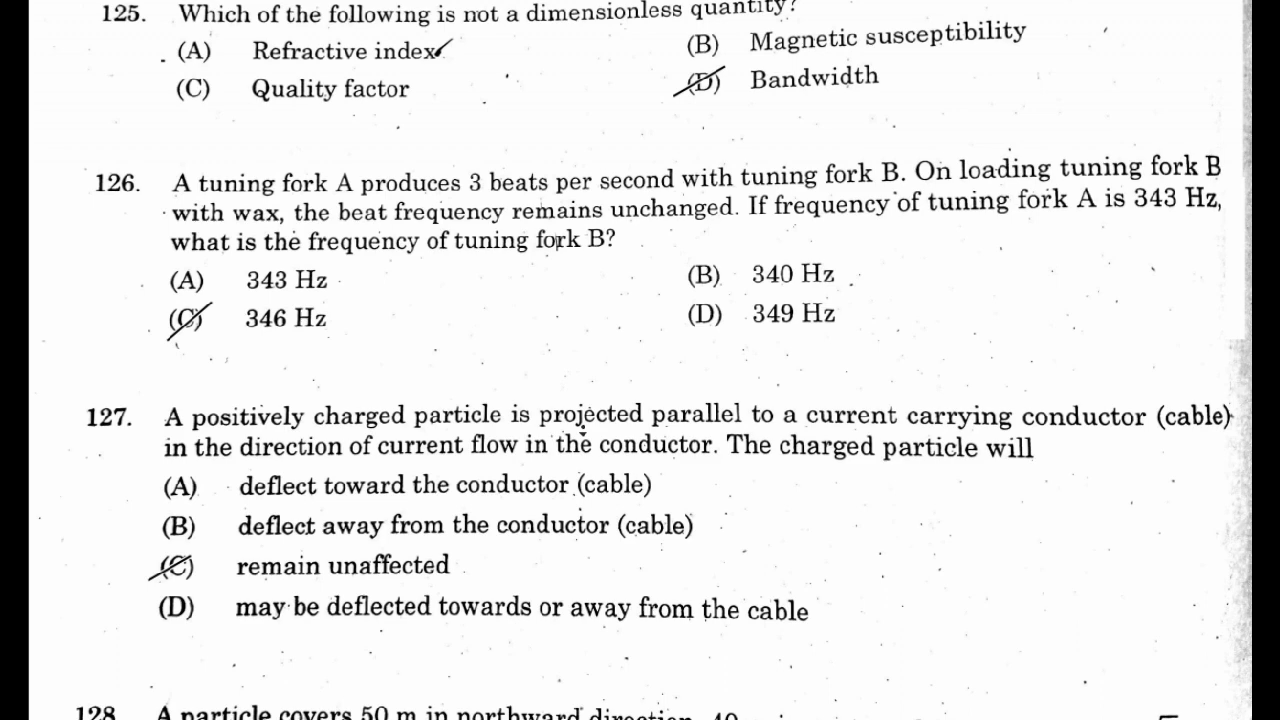 125. Which of the following is not a dimensionless quantity?
(A) Refractive index
(B) Magnetic susceptibility
(C) Quality factor
(D) Bandwidth
126. A tuning fork A produces 3 beats per second with tuning fork B. On loading tuning fork B
with wax, the beat frequency remains unchanged. If frequency of tuning fork A is 343 Hz,
what is the frequency of tuning fork B?
(A) 343 Hz
(B) 340 Hz
(C) 346 Hz
(D) 349 Hz
127. A positively charged particle is projected parallel to a current carrying conductor (cable)
in the direction of current flow in the conductor. The charged particle will
(A) deflect toward the conductor (cable)
(B) deflect away from the conductor (cable)
(C) remain unaffected
(D) may be deflected towards or away from the cable
128. A particle covers 50 m in northward direction, 40